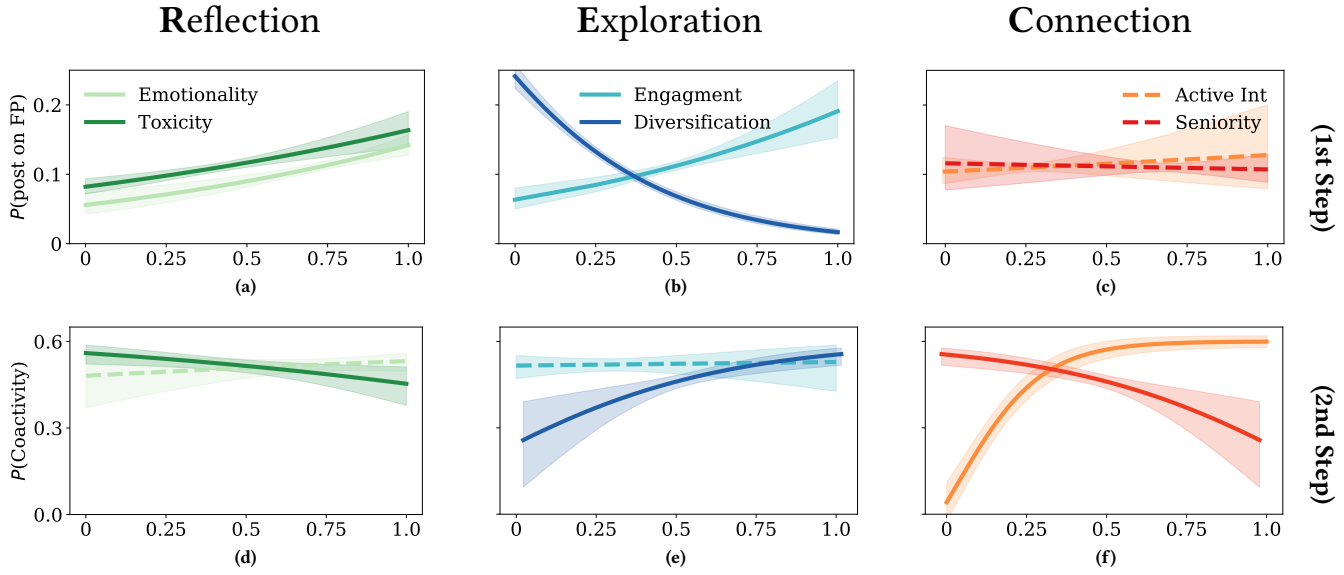 Reflection
Exploration
Connection
P(post on FP)
0.2
0.1
0
Emotionality
Toxicity
0 0.25 0.5 0.75 1.0
(a)
Engagment
Diversification
0 0.25 0.5 0.75 1.0
(b)
Active Int
Seniority
0 0.25 0.5 0.75 1.0
(c)
(1st Step)
P(Coactivity)
0.6
0.3
0.0
0 0.25 0.5 0.75 1.0
(d)
0 0.25 0.5 0.75 1.0
(e)
0 0.25 0.5 0.75 1.0
(f)
(2nd Step)